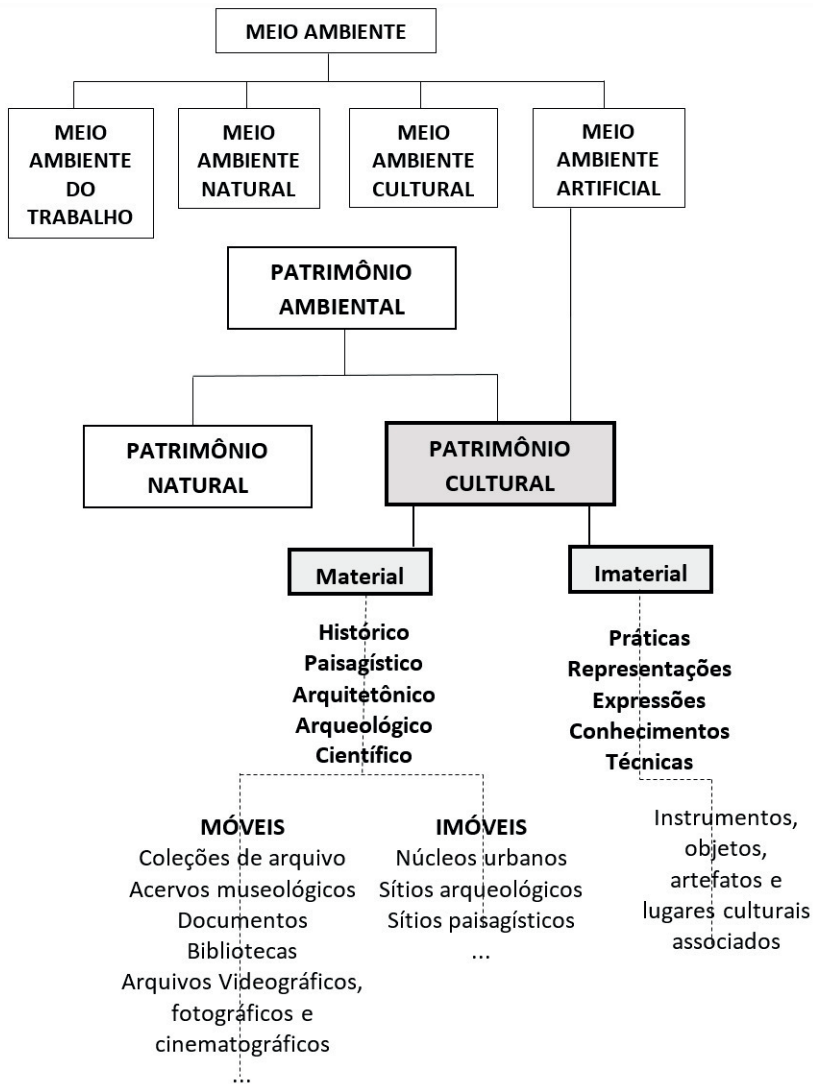 MEIO AMBIENTE
MEIO
AMBIENTE
DO
TRABALHO
MEIO
AMBIENTE
NATURAL
MEIO
AMBIENTE
CULTURAL
MEIO
AMBIENTE
ARTIFICIAL
PATRIMÔNIO
AMBIENTAL
PATRIMÔNIO
NATURAL
PATRIMÔNIO
CULTURAL
Material
Histórico
Paisagístico
Arquitetônico
Arqueológico
Científico
Imaterial
Práticas
Representações
Expressões
Conhecimentos
Técnicas
MÓVEIS
Coleções de arquivo
Acervos museológicos
Documentos
Bibliotecas
Arquivos Videográficos,
fotográficos e
cinematográficos
...
IMÓVEIS
Núcleos urbanos
Sítios arqueológicos
Sítios paisagísticos
...
Instrumentos,
objetos,
artefatos e
lugares culturais
associados